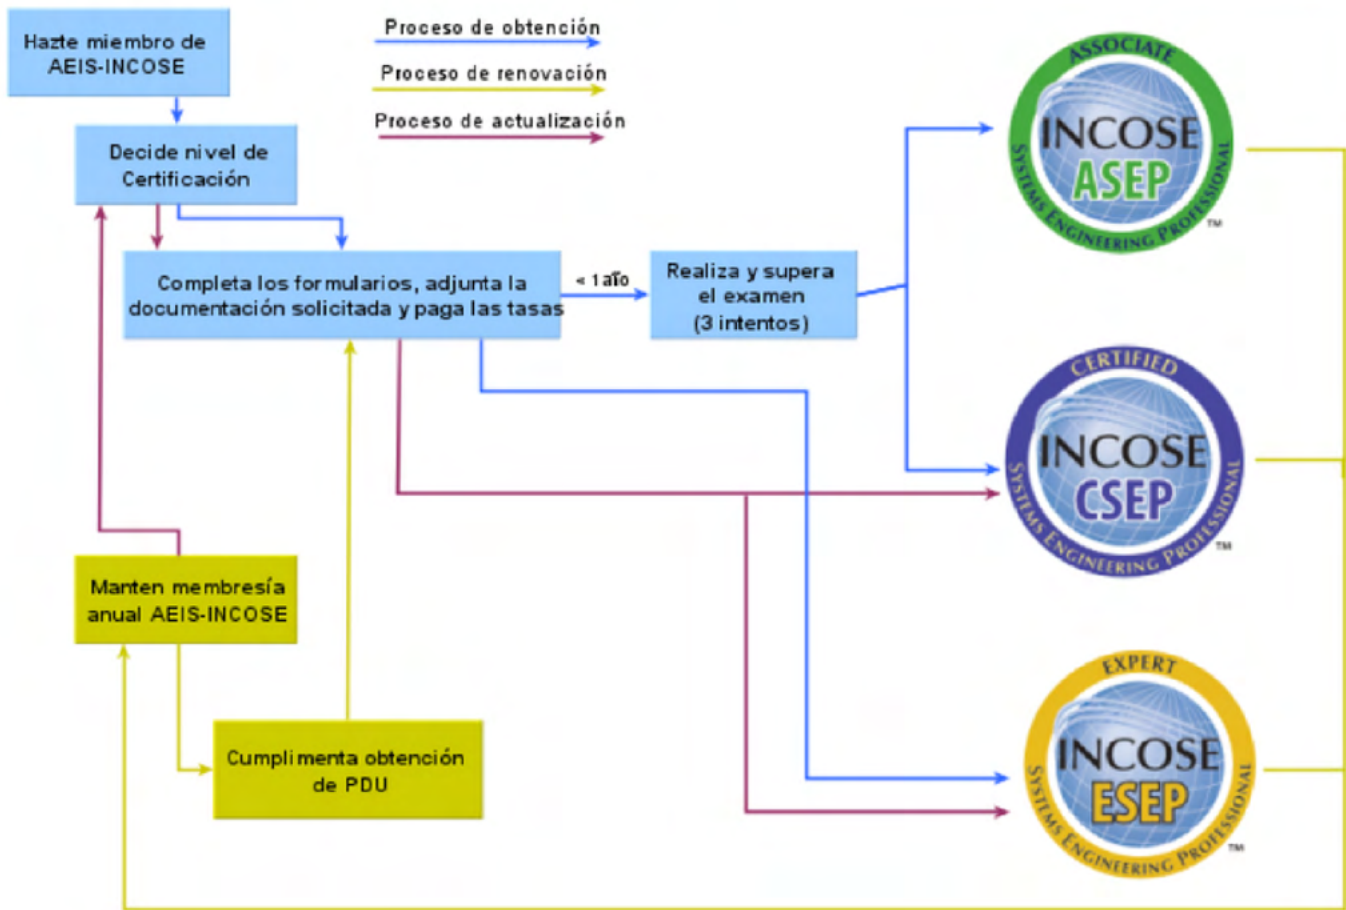 Hazte miembro de
AEIS-INCOSE
Proceso de obtención
Proceso de renovación
Proceso de actualización
Decide nivel de
Certificación
Completa los formularios, adjunta la
documentación solicitada y paga las tasas
< 1 año
Realiza y supera
el examen
(3 intentos)
ASSOCIATE
INCOSE
ASEP
SYSTEMS ENGINEERING PROFESSIONAL
TM
CERTIFIED
INCOSE
CSEP
SYSTEMS ENGINEERING PROFESSIONAL
TM
Manten membresía
anual AEIS-INCOSE
Cumplimenta obtención
de PDU
EXPERT
INCOSE
ESEP
SYSTEMS ENGINEERING PROFESSIONAL
TM